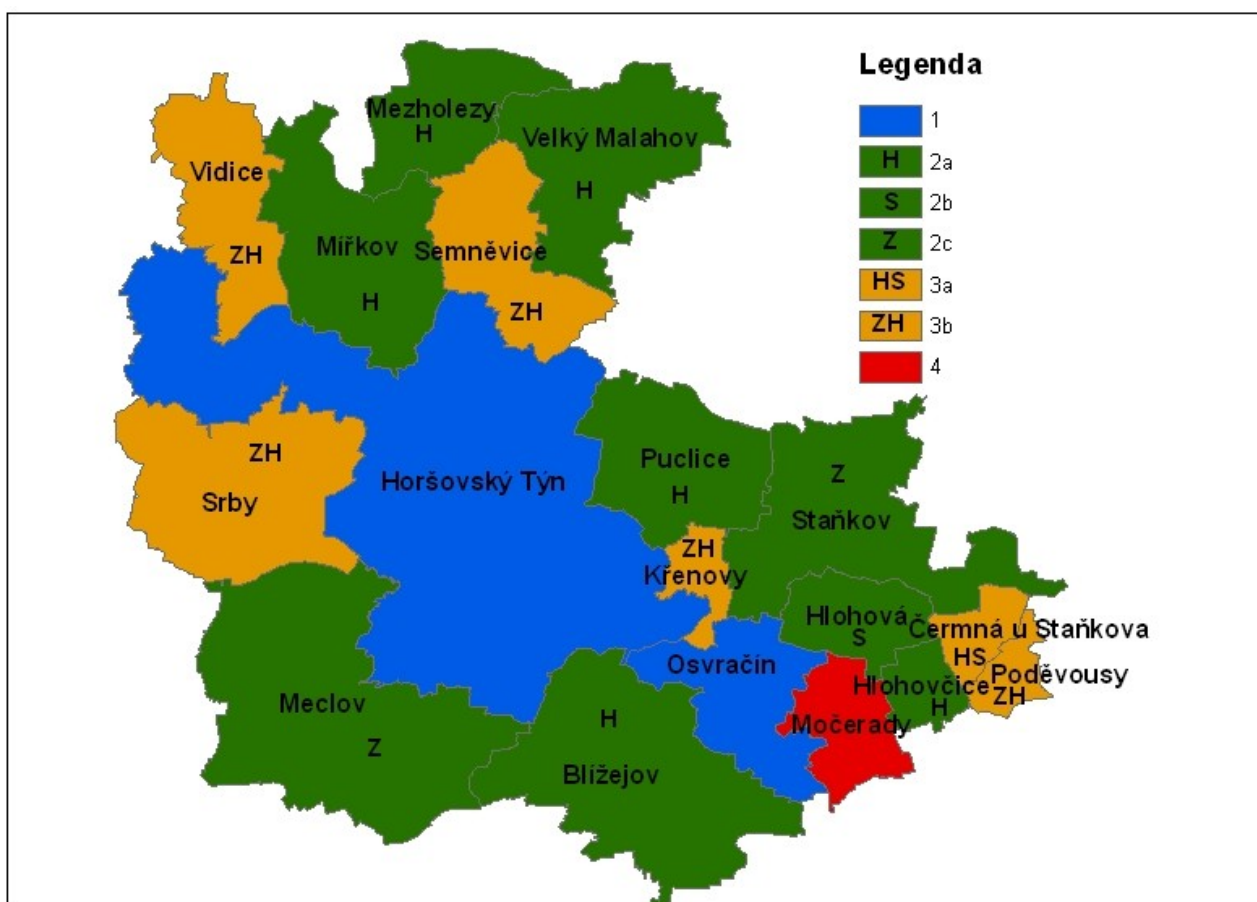 Legenda
1
H 2a
S 2b
Z 2c
HS 3a
ZH 3b
4
Mezholezy
H
Velký Malahov
H
Vidice
ZH
Mířkov
H
Semněvice
ZH
ZH
Srby
Horšovský Týn
Puclice
H
Z
Staňkov
ZH
Křenovy
Hlohová
S
Čermná u Staňkova
HS
Osvračín
Hlohovčice
H
Poděvousy
ZH
Močerady
Meclov
Z
H
Blížejov